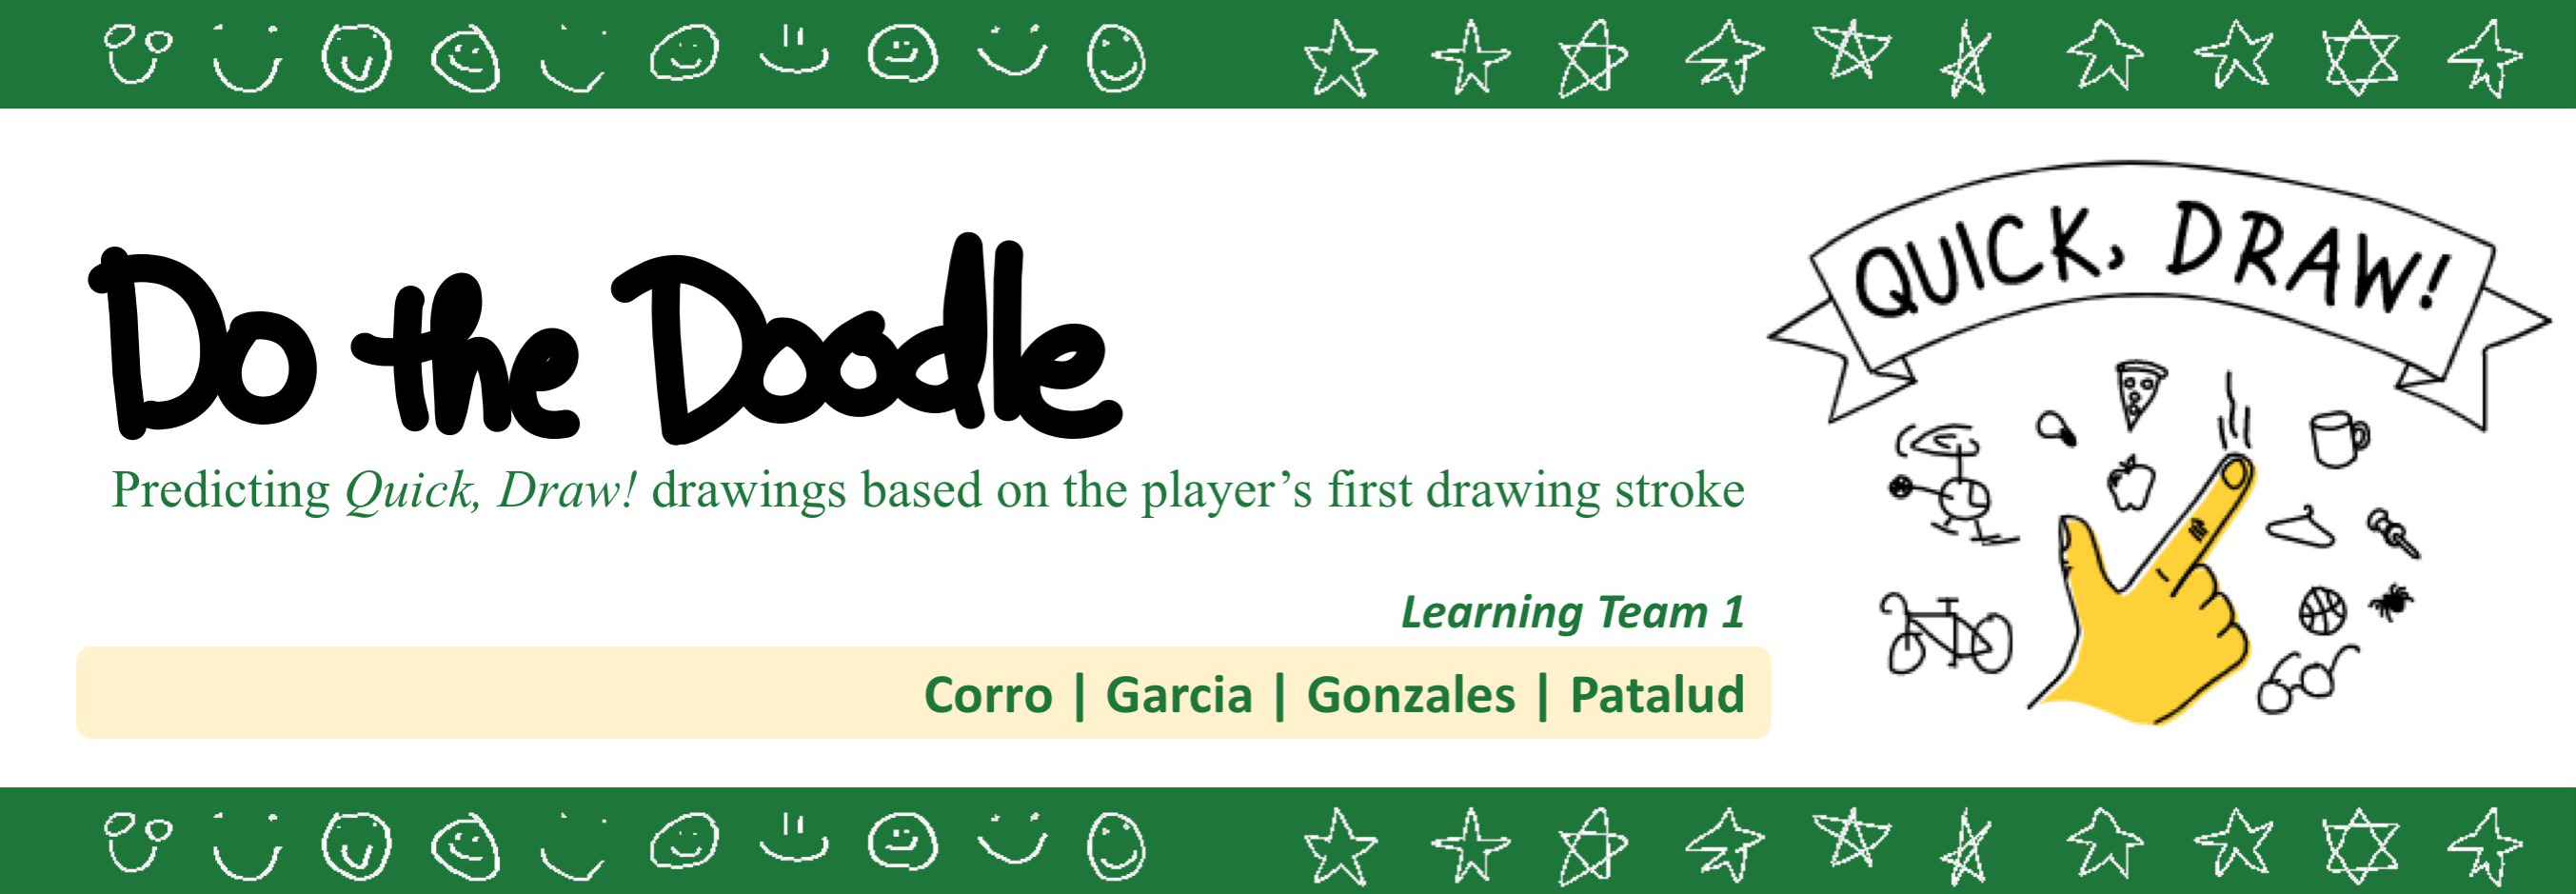 QUICK, DRAW!
Do the Doodle
Predicting Quick, Draw! drawings based on the player’s first drawing stroke
Learning Team 1
Corro | Garcia | Gonzales | Patalud